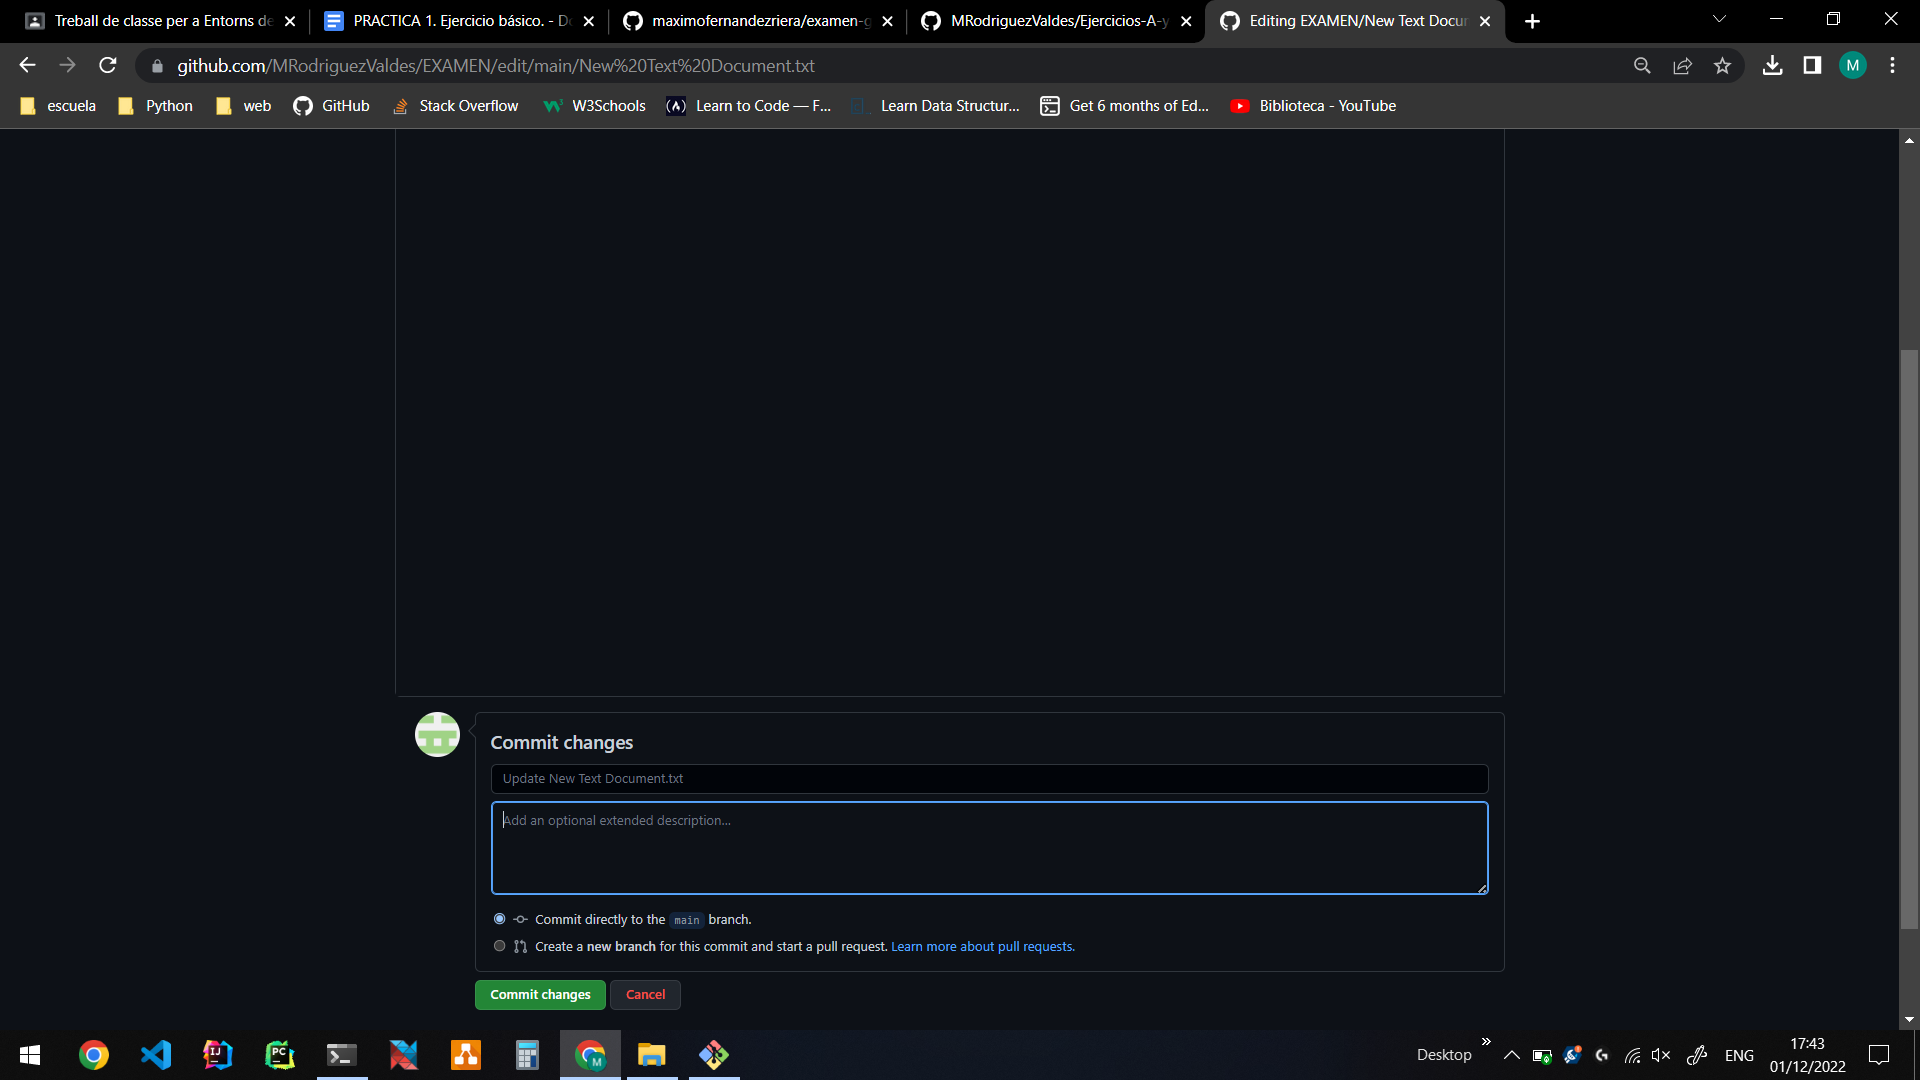 Treball de classe per a Entorns de
PRACTICA 1. Ejercicio básico. - Do
maximofernandezriera/examen-g
MRodriguezValdes/Ejercicios-A-y
Editing EXAMEN/New Text Docum
github.com/MRodriguezValdes/EXAMEN/edit/main/New%20Text%20Document.txt
M
escuela
Python
web
GitHub
Stack Overflow
W3Schools
Learn to Code — F...
Learn Data Structur...
Get 6 months of Ed...
Biblioteca - YouTube
Commit changes
Update New Text Document.txt
Add an optional extended description...
Commit directly to the main branch.
Create a new branch for this commit and start a pull request. Learn more about pull requests.
Commit changes
Cancel
IJ
PC
M
Desktop
ENG
17:43
01/12/2022